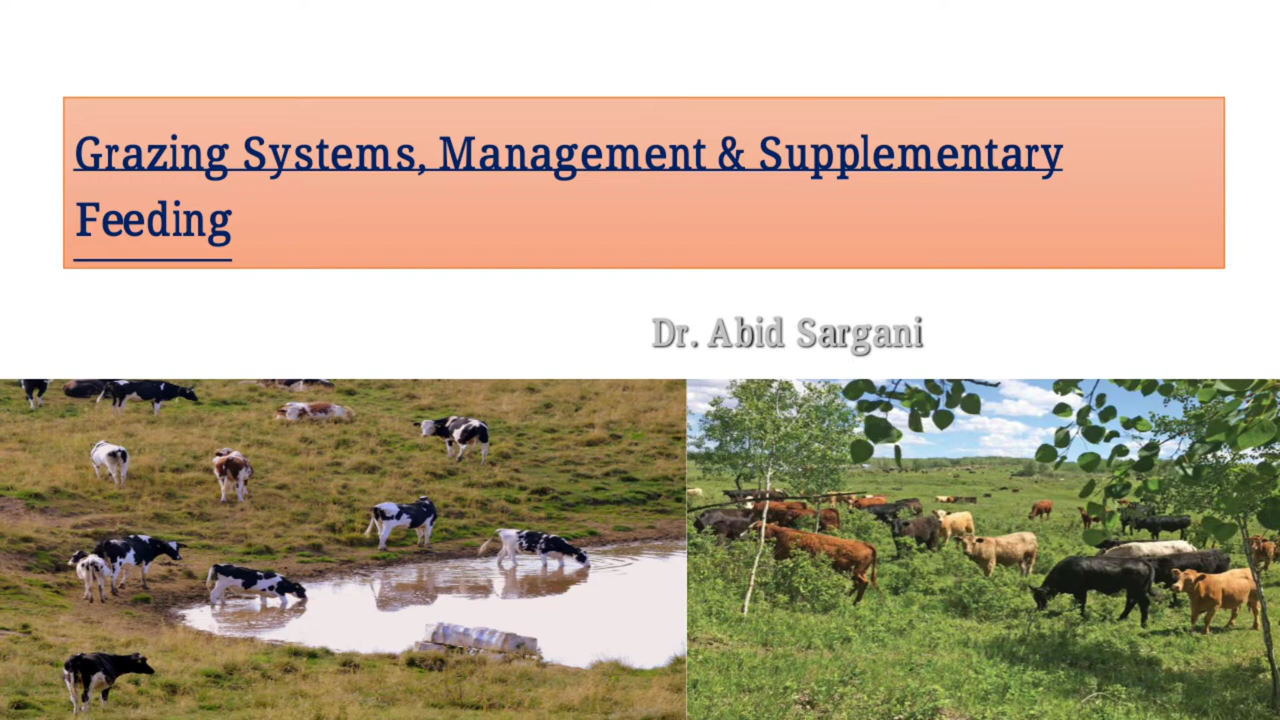 Grazing Systems, Management & Supplementary
Feeding
Dr. Abid Sargani